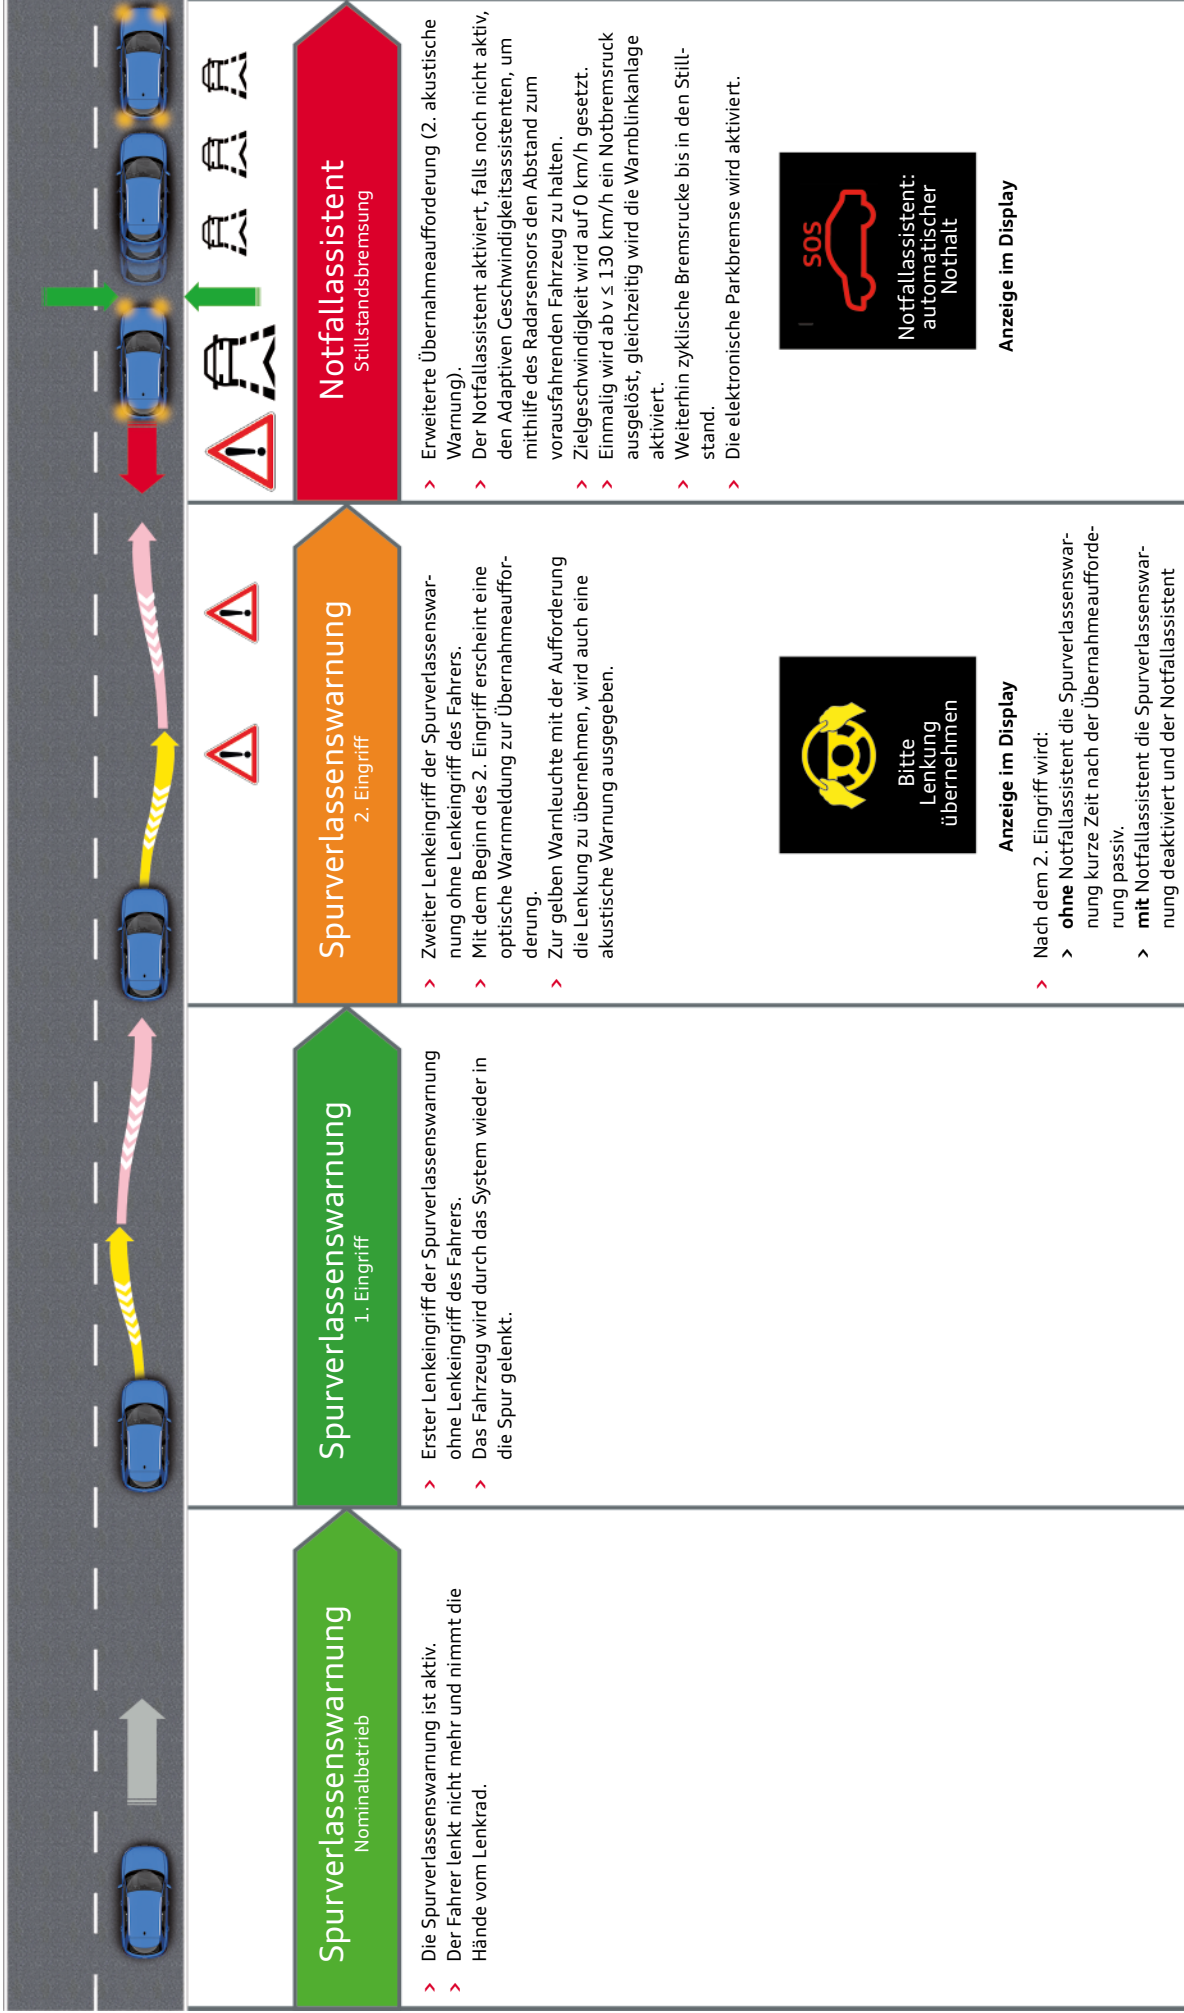 Spurverlassenswarnung
Nominalbetrieb
> Die Spurverlassenswarnung ist aktiv.
> Der Fahrer lenkt nicht mehr und nimmt die
Hände vom Lenkrad.
Spurverlassenswarnung
1. Eingriff
> Erster Lenkeingriff der Spurverlassenswarnung
ohne Lenkeingriff des Fahrers.
> Das Fahrzeug wird durch das System wieder in
die Spur gelenkt.
Spurverlassenswarnung
2. Eingriff
> Zweiter Lenkeingriff der Spurverlassenswar-
nung ohne Lenkeingriff des Fahrers.
> Mit dem Beginn des 2. Eingriff erscheint eine
optische Warnmeldung zur Übernahmeauffor-
derung.
> Zur gelben Warnleuchte mit der Aufforderung
die Lenkung zu übernehmen, wird auch eine
akustische Warnung ausgegeben.
Bitte
Lenkung
übernehmen
Anzeige im Display
> Nach dem 2. Eingriff wird:
> ohne Notfallassistent die Spurverlassenswar-
nung kurze Zeit nach der Übernahmeaufforde-
rung passiv.
> mit Notfallassistent die Spurverlassenswar-
nung deaktiviert und der Notfallassistent
Notfallassistent
Stillstandsbremsung
> Erweiterte Übernahmeaufforderung (2. akustische
Warnung).
> Der Notfallassistent aktiviert, falls noch nicht aktiv,
den Adaptiven Geschwindigkeitsassistenten, um
mithilfe des Radarsensors den Abstand zum
vorausfahrenden Fahrzeug zu halten.
> Zielgeschwindigkeit wird auf 0 km/h gesetzt.
> Einmalig wird ab v ≤ 130 km/h ein Notbremsruck
ausgelöst, gleichzeitig wird die Warnblinkanlage
aktiviert.
> Weiterhin zyklische Bremsrucke bis in den Still-
stand.
> Die elektronische Parkbremse wird aktiviert.
SOS
Notfallassistent:
automatischer
Nothalt
Anzeige im Display